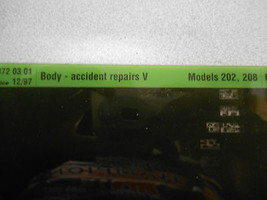 72 03 01
12/97
Body - accident repairs V
Models 202, 208